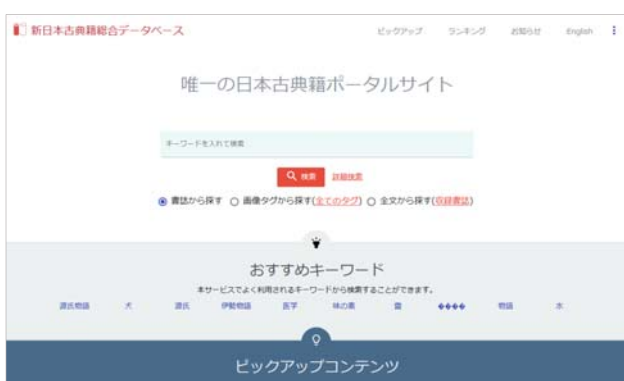 新日本古典籍総合データベース
ピックアップ ランキング お知らせ English
唯一の日本古典籍ポータルサイト
キーワードを入れて検索
検索 詳細検索
書誌から探す 画像タグから探す(全てのタグ) 全文から探す(収録書誌)
おすすめキーワード
本サービスでよく利用されるキーワードから検索することができます。
源氏物語 犬 源氏 伊勢物語 医学 味の素 ���� 物語 水
ピックアップコンテンツ